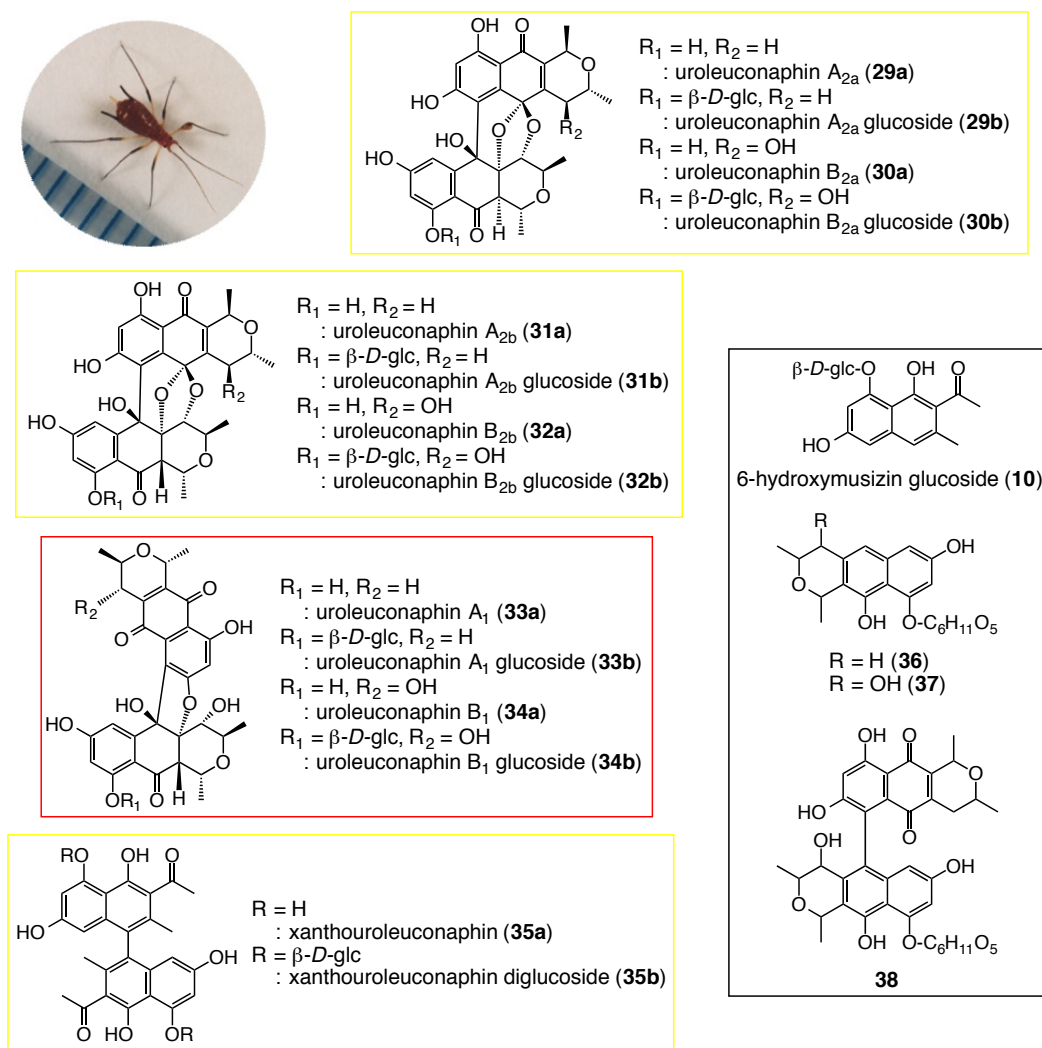 OH
O
O
HO
R2
O
O
HO
HO
O
O
OR1
H
R1 = H, R2 = H
: uroleuconaphin A2a (29a)
R1 = β-D-glc, R2 = H
: uroleuconaphin A2a glucoside (29b)
R1 = H, R2 = OH
: uroleuconaphin B2a (30a)
R1 = β-D-glc, R2 = OH
: uroleuconaphin B2a glucoside (30b)
OH
O
O
HO
R2
O
O
HO
HO
O
O
OR1
H
R1 = H, R2 = H
: uroleuconaphin A2b (31a)
R1 = β-D-glc, R2 = H
: uroleuconaphin A2b glucoside (31b)
R1 = H, R2 = OH
: uroleuconaphin B2b (32a)
R1 = β-D-glc, R2 = OH
: uroleuconaphin B2b glucoside (32b)
O
R2
O
O
OH
O
HO
OH
HO
O
O
OR1
H
R1 = H, R2 = H
: uroleuconaphin A1 (33a)
R1 = β-D-glc, R2 = H
: uroleuconaphin A1 glucoside (33b)
R1 = H, R2 = OH
: uroleuconaphin B1 (34a)
R1 = β-D-glc, R2 = OH
: uroleuconaphin B1 glucoside (34b)
RO
OH
O
HO
OH
O
HO
OR
R = H
: xanthouroleuconaphin (35a)
R = β-D-glc
: xanthouroleuconaphin diglucoside (35b)
β-D-glc-O
OH
O
HO
6-hydroxymusizin glucoside (10)
R
OH
O
OH
O-C6H11O5
R = H (36)
R = OH (37)
OH
O
O
HO
O
HO
OH
O
OH
O-C6H11O5
38